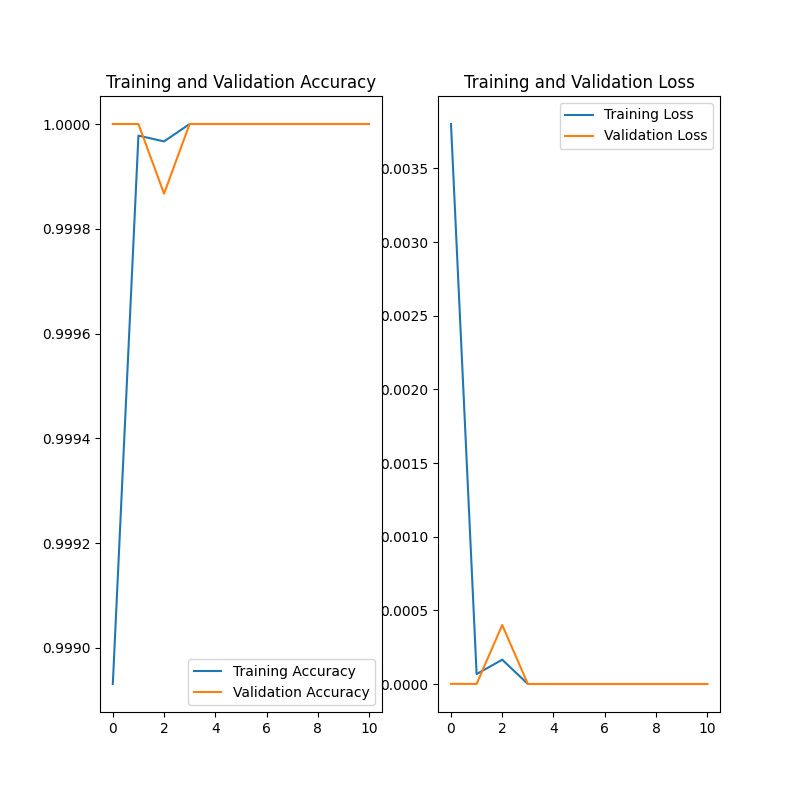 Training and Validation Accuracy
1.0000
0.9998
0.9996
0.9994
0.9992
0.9990
Training Accuracy
Validation Accuracy
0 2 4 6 8 10
Training and Validation Loss
Training Loss
Validation Loss
0.0035
0.0030
0.0025
0.0020
0.0015
0.0010
0.0005
0.0000
0 2 4 6 8 10